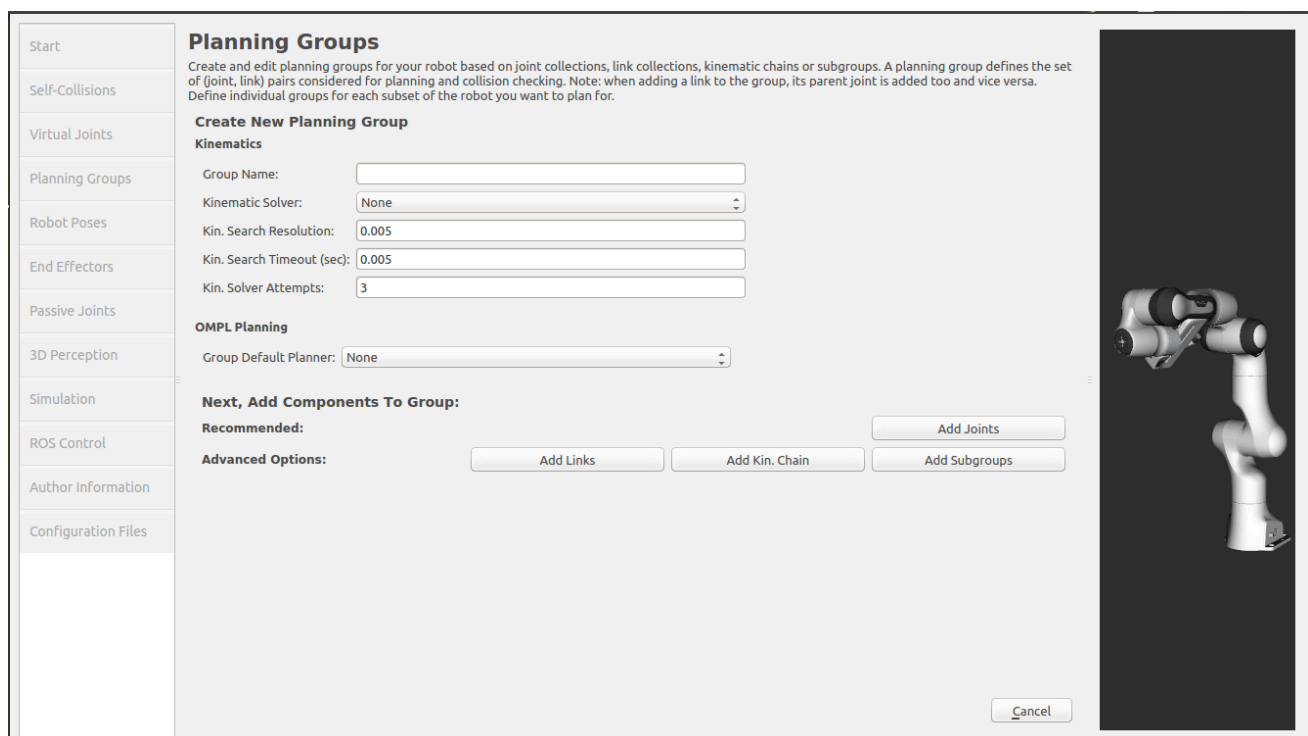 Start
Self-Collisions
Virtual Joints
Planning Groups
Robot Poses
End Effectors
Passive Joints
3D Perception
Simulation
ROS Control
Author Information
Configuration Files
Planning Groups
Create and edit planning groups for your robot based on joint collections, link collections, kinematic chains or subgroups. A planning group defines the set
of (joint, link) pairs considered for planning and collision checking. Note: when adding a link to the group, its parent joint is added too and vice versa.
Define individual groups for each subset of the robot you want to plan for.
Create New Planning Group
Kinematics
Group Name:
Kinematic Solver: None
Kin. Search Resolution: 0.005
Kin. Search Timeout (sec): 0.005
Kin. Solver Attempts: 3
OMPL Planning
Group Default Planner: None
Next, Add Components To Group:
Recommended: Add Joints
Advanced Options: Add Links Add Kin. Chain Add Subgroups
Cancel